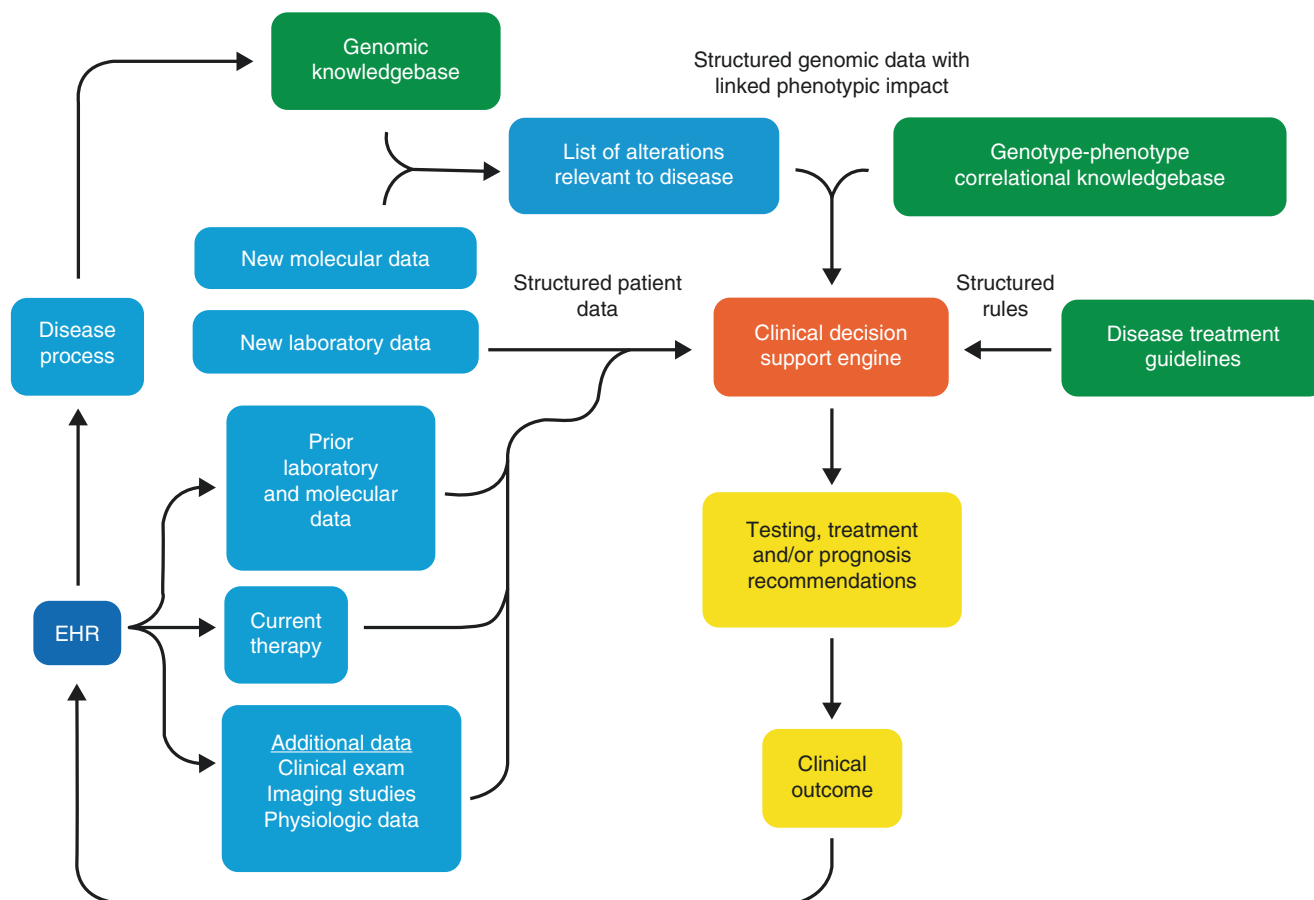 Genomic
knowledgebase
Structured genomic data with
linked phenotypic impact
List of alterations
relevant to disease
Genotype-phenotype
correlational knowledgebase
New molecular data
New laboratory data
Structured patient
data
Structured
rules
Disease
process
Clinical decision
support engine
Disease treatment
guidelines
Prior
laboratory
and molecular
data
Testing, treatment
and/or prognosis
recommendations
EHR
Current
therapy
Additional data
Clinical exam
Imaging studies
Physiologic data
Clinical
outcome